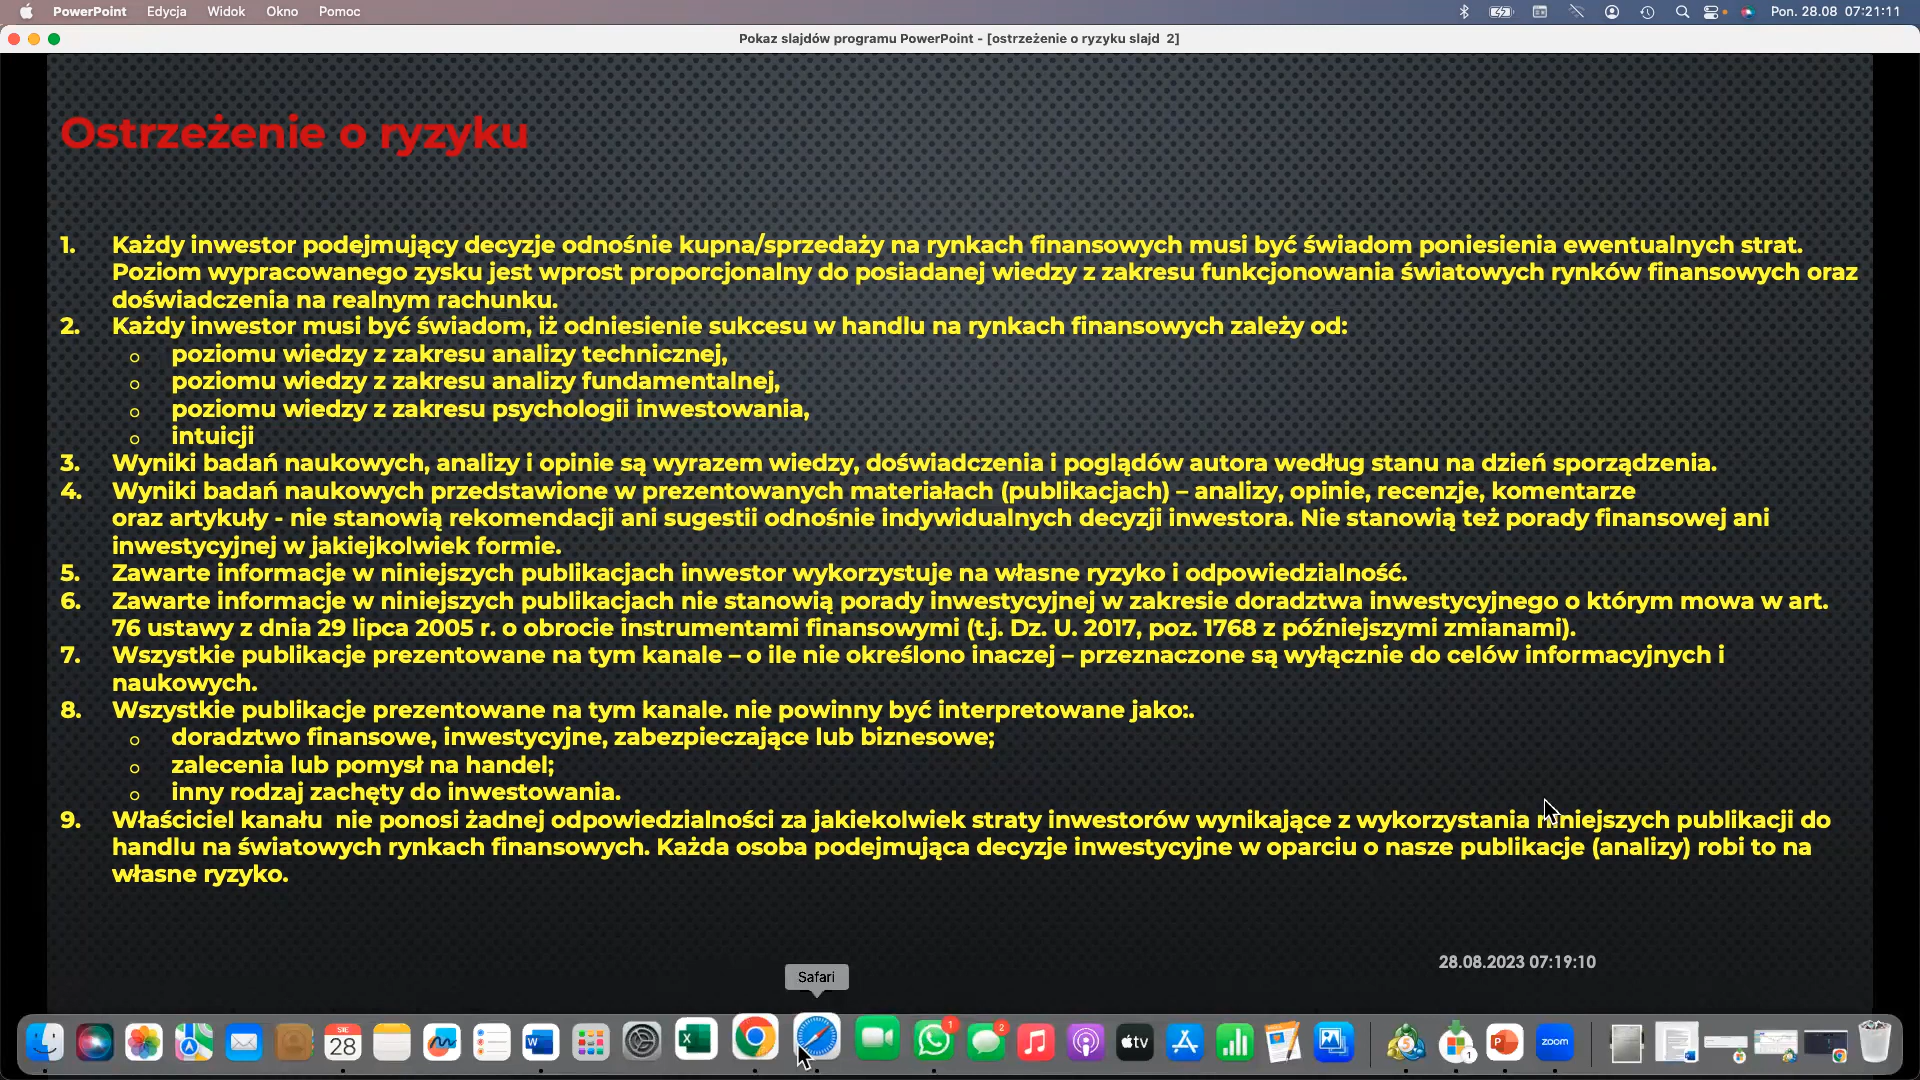 PowerPoint Edycja Widok Okno Pomoc Pon. 28.08 07:21:11
Pokaz slajdów programu PowerPoint - [ostrzeżenie o ryzyku slajd 2]
Ostrzeżenie o ryzyku
1. Każdy inwestor podejmujący decyzje odnośnie kupna/sprzedaży na rynkach finansowych musi być świadom poniesienia ewentualnych strat.
Poziom wypracowanego zysku jest wprost proporcjonalny do posiadanej wiedzy z zakresu funkcjonowania światowych rynków finansowych oraz
doświadczenia na realnym rachunku.
2. Każdy inwestor musi być świadom, iż odniesienie sukcesu w handlu na rynkach finansowych zależy od:
o poziomu wiedzy z zakresu analizy technicznej,
o poziomu wiedzy z zakresu analizy fundamentalnej,
o poziomu wiedzy z zakresu psychologii inwestowania,
o intuicji
3. Wyniki badań naukowych, analizy i opinie są wyrazem wiedzy, doświadczenia i poglądów autora według stanu na dzień sporządzenia.
4. Wyniki badań naukowych przedstawione w prezentowanych materiałach (publikacjach) – analizy, opinie, recenzje, komentarze
oraz artykuły - nie stanowią rekomendacji ani sugestii odnośnie indywidualnych decyzji inwestora. Nie stanowią też porady finansowej ani
inwestycyjnej w jakiejkolwiek formie.
5. Zawarte informacje w niniejszych publikacjach inwestor wykorzystuje na własne ryzyko i odpowiedzialność.
6. Zawarte informacje w niniejszych publikacjach nie stanowią porady inwestycyjnej w zakresie doradztwa inwestycyjnego o którym mowa w art.
76 ustawy z dnia 29 lipca 2005 r. o obrocie instrumentami finansowymi (t.j. Dz. U. 2017, poz. 1768 z późniejszymi zmianami).
7. Wszystkie publikacje prezentowane na tym kanale – o ile nie określono inaczej – przeznaczone są wyłącznie do celów informacyjnych i
naukowych.
8. Wszystkie publikacje prezentowane na tym kanale. nie powinny być interpretowane jako:.
o doradztwo finansowe, inwestycyjne, zabezpieczające lub biznesowe;
o zalecenia lub pomysł na handel;
o inny rodzaj zachęty do inwestowania.
9. Właściciel kanału nie ponosi żadnej odpowiedzialności za jakiekolwiek straty inwestorów wynikające z wykorzystania niniejszych publikacji do
handlu na światowych rynkach finansowych. Każda osoba podejmująca decyzje inwestycyjne w oparciu o nasze publikacje (analizy) robi to na
własne ryzyko.
28.08.2023 07:19:10
Safari
SIE
28
W
X
1
2
tv
1
P
zoom